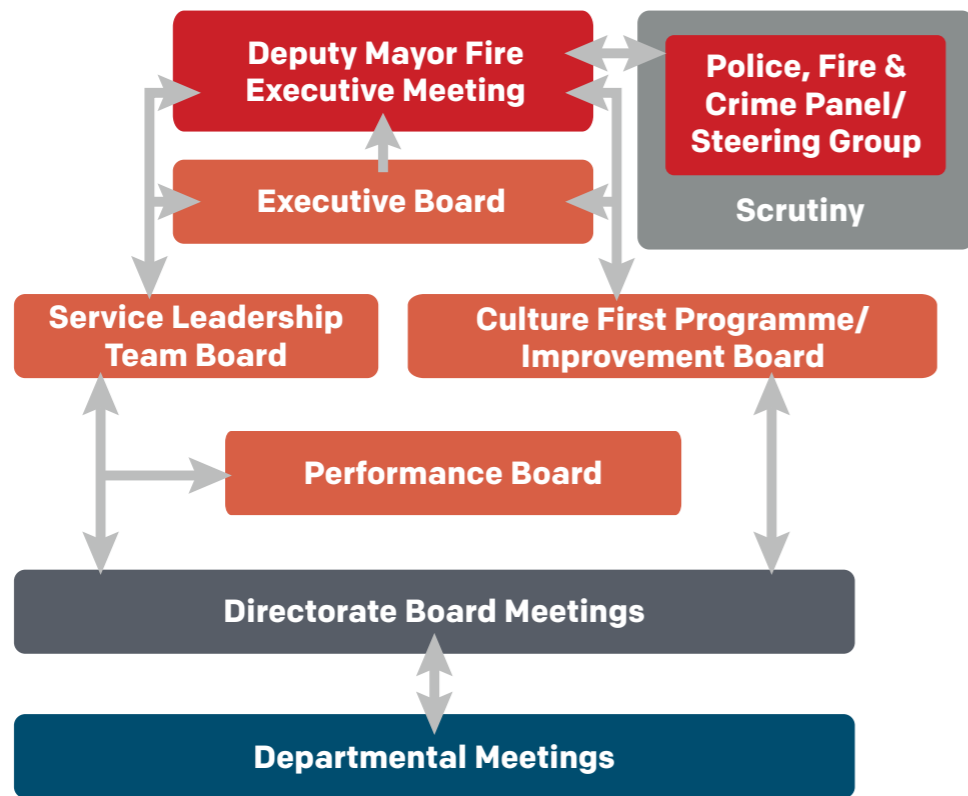 Deputy Mayor Fire
Executive Meeting
Police, Fire &
Crime Panel/
Steering Group
Scrutiny
Executive Board
Service Leadership
Team Board
Culture First Programme/
Improvement Board
Performance Board
Directorate Board Meetings
Departmental Meetings